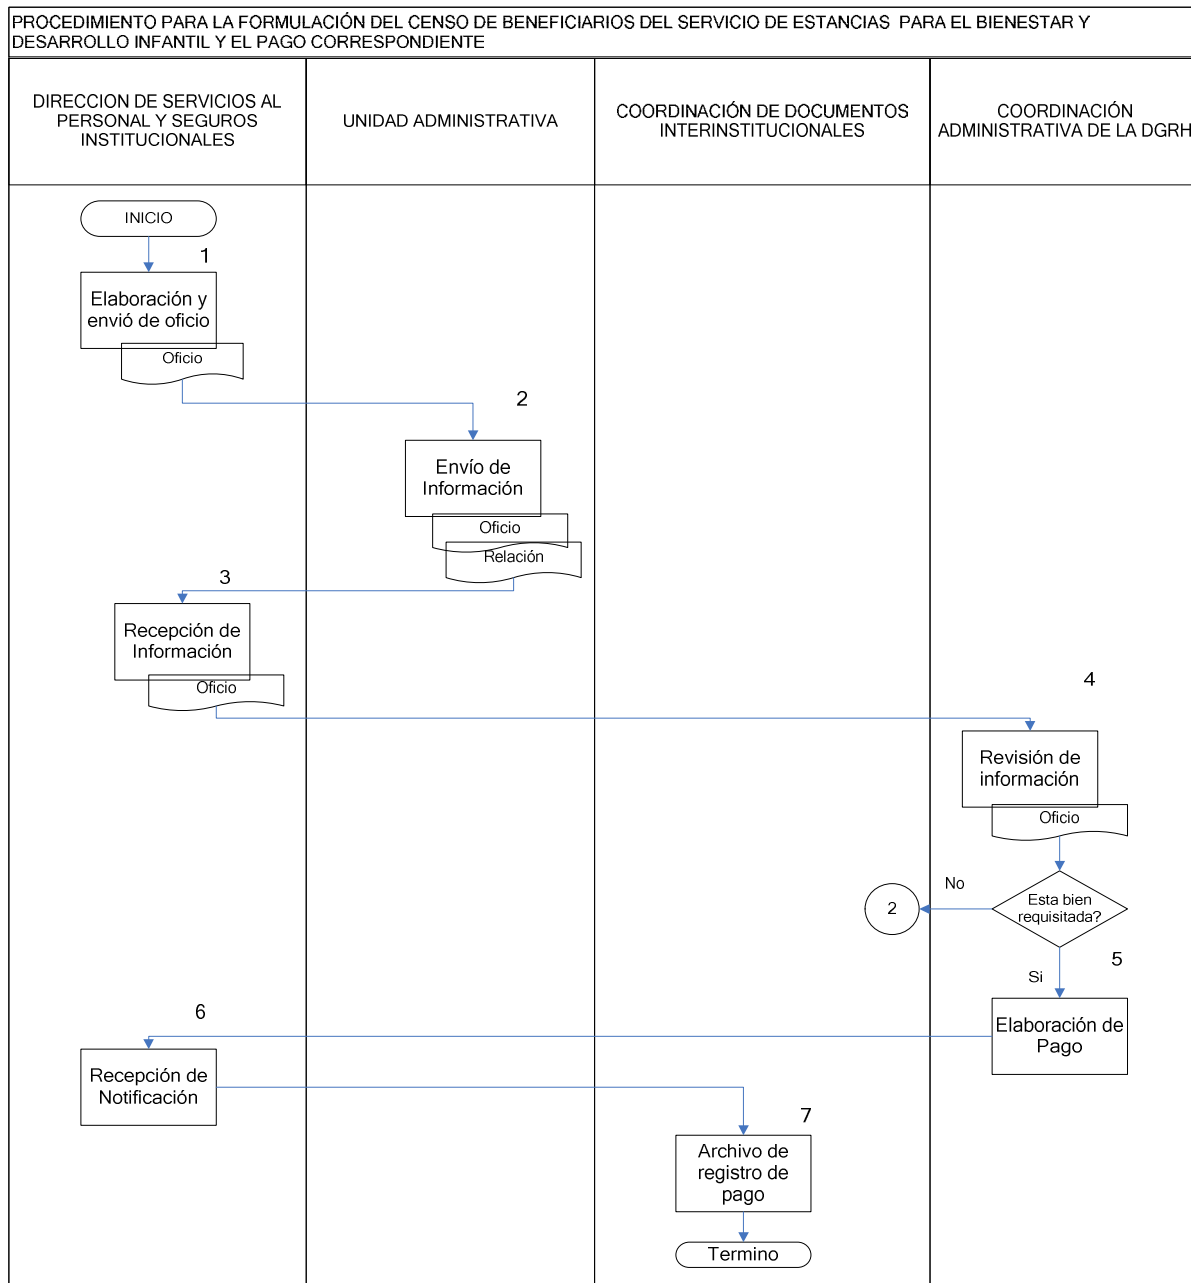 PROCEDIMIENTO PARA LA FORMULACIÓN DEL CENSO DE BENEFICIARIOS DEL SERVICIO DE ESTANCIAS PARA EL BIENESTAR Y
DESARROLLO INFANTIL Y EL PAGO CORRESPONDIENTE
DIRECCION DE SERVICIOS AL
PERSONAL Y SEGUROS
INSTITUCIONALES
UNIDAD ADMINISTRATIVA
COORDINACIÓN DE DOCUMENTOS
INTERINSTITUCIONALES
COORDINACIÓN
ADMINISTRATIVA DE LA DGRH
INICIO
1
Elaboración y
envió de oficio
Oficio
2
Envío de
Información
Oficio
Relación
3
Recepción de
Información
Oficio
4
Revisión de
información
Oficio
Esta bien
requisitada?
No
2
Si
5
Elaboración de
Pago
6
Recepción de
Notificación
7
Archivo de
registro de
pago
Termino